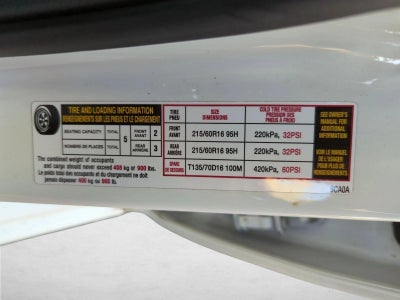 TIRE AND LOADING INFORMATION
RENSEIGNEMENTS SUR LES PNEUS ET LE CHARGEMENT
SEATING CAPACITY TOTAL 5 FRONT AVANT 2
NOMBRE DE PLACES TOTAL REAR ARRIÈRE 3
The combined weight of occupants
and cargo should never exceed 408 kg or 900 lbs.
Le poids total des occupants et du chargement ne doit
jamais dépasser 408 kg or 900 lb.
TIRE PNEU SIZE DIMENSIONS COLD TIRE PRESSURE PRESSION DES PNEUS À FROID
FRONT AVANT 215/60R16 95H 220kPa, 32PSI
REAR ARRIÈRE 215/60R16 95H 220kPa, 32PSI
SPARE DE SECOURS T135/70D16 100M 420kPa, 60PSI
SEE OWNER'S
MANUAL FOR
ADDITIONAL
INFORMATION
VOIR LE MANUEL
DE L'USAGER
POUR PLUS DE
RENSEIGNEMENTS